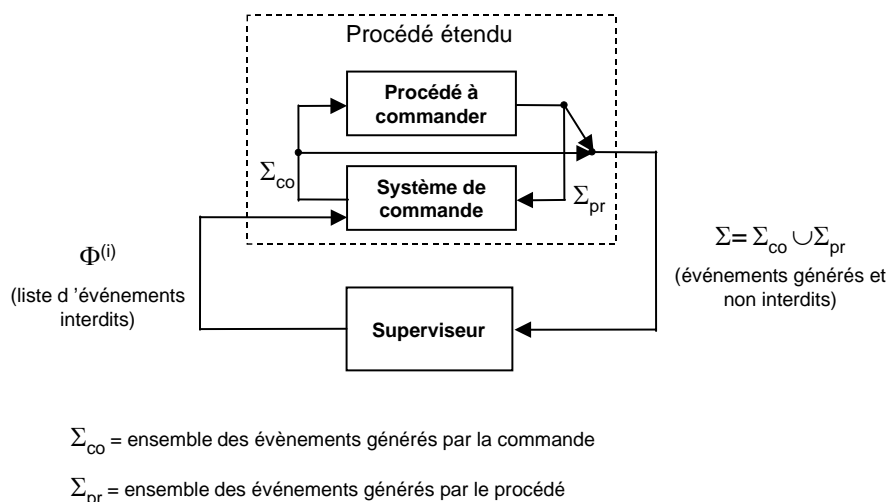 Procédé étendu
Procédé à
commander
Σco
Système de
commande
Σpr
Φ(i)
(liste d ’événements
interdits)
Σ= Σco ∪Σpr
(événements générés et
non interdits)
Superviseur
Σco = ensemble des évènements générés par la commande
Σpr = ensemble des événements générés par le procédé